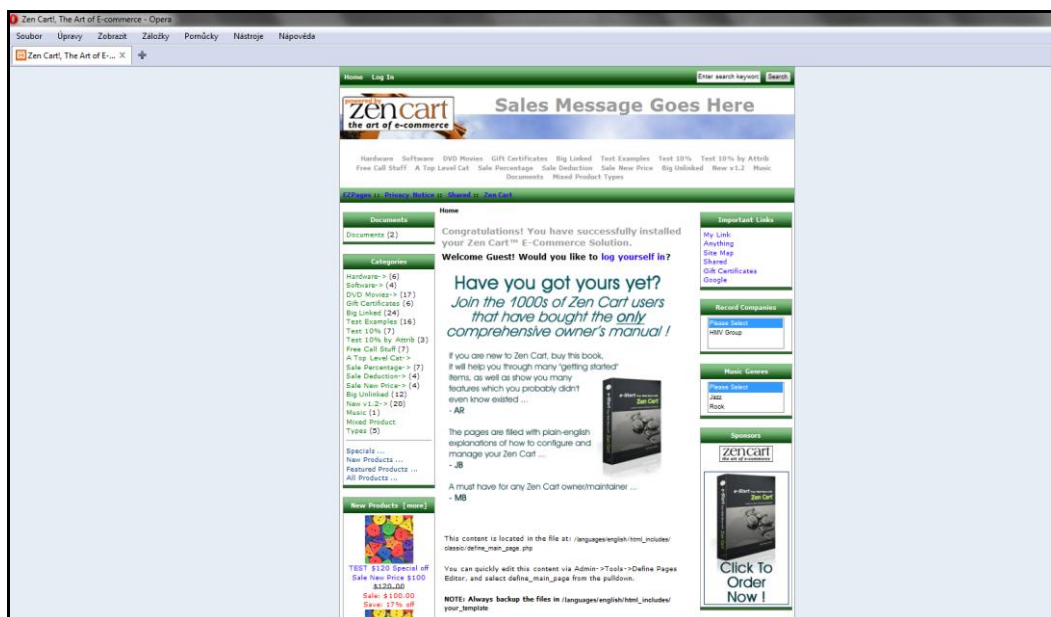 Zen Cart!, The Art of E-commerce - Opera
Soubor Úpravy Zobrazit Záložky Pomůcky Nástroje Nápověda
Zen Cart!, The Art of E-...
Home Log In
Enter search keyword Search
powered by
zen cart
the art of e-commerce
Sales Message Goes Here
Hardware Software DVD Movies Gift Certificates Big Linked Test Examples Test 10% Test 10% by Attrib
Free Call Stuff A Top Level Cat Sale Percentage Sale Deduction Sale New Price Big Unlinked New v1.2 Music
Documents Mixed Product Types
EZPages :: Privacy Notice :: Shared :: Zen Cart
Documents
Documents (2)
Categories
Hardware-> (6)
Software-> (4)
DVD Movies-> (17)
Gift Certificates (6)
Big Linked (24)
Test Examples (16)
Test 10% (7)
Test 10% by Attrib (3)
Free Call Stuff (7)
A Top Level Cat->
Sale Percentage-> (7)
Sale Deduction-> (4)
Sale New Price-> (4)
Big Unlinked (12)
New v1.2-> (20)
Music (1)
Mixed Product
Types (5)
Specials ...
New Products ...
Featured Products ...
All Products ...
New Products [more]
TEST $120 Special off
Sale New Price $100
$120.00
Sale: $100.00
Save: 17% off
Home
Congratulations! You have successfully installed
your Zen Cart™ E-Commerce Solution.
Welcome Guest! Would you like to log yourself in?
Have you got yours yet?
Join the 1000s of Zen Cart users
that have bought the only
comprehensive owner's manual !
If you are new to Zen Cart, buy this book,
It will help you through many "getting started"
items, as well as show you many
features which you probably didn't
even know existed ...
- AR
The pages are filled with plain-english
explanations of how to configure and
manage your Zen Cart ...
- JB
A must have for any Zen Cart owner/maintainer ...
- MB
e-Start
Zen Cart
This content is located in the file at: /languages/english/html_includes/
classic/define_main_page.php
You can quickly edit this content via Admin->Tools->Define Pages
Editor, and select define_main_page from the pulldown.
NOTE: Always backup the files in /languages/english/html_includes/
your_template
Important Links
My Link
Anything
Site Map
Shared
Gift Certificates
Google
Record Companies
Please Select
HMV Group
Music Genres
Please Select
Jazz
Rock
Sponsors
zen cart
the art of e-commerce
e-Start
Zen Cart
Click To
Order
Now !